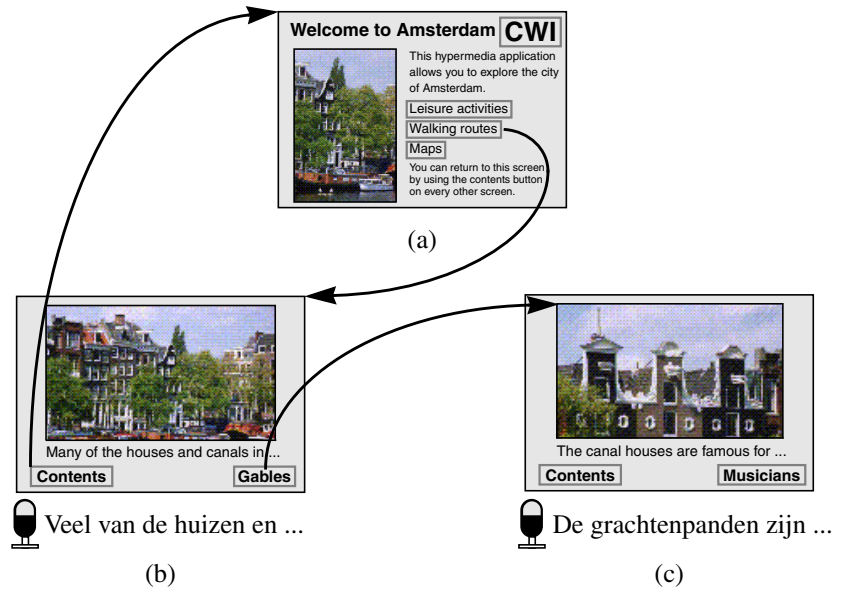 Welcome to Amsterdam CWI
This hypermedia application
allows you to explore the city
of Amsterdam.
Leisure activities
Walking routes
Maps
You can return to this screen
by using the contents button
on every other screen.
(a)
Many of the houses and canals in ...
Contents Gables
Veel van de huizen en ...
(b)
The canal houses are famous for ...
Contents Musicians
De grachtenpanden zijn ...
(c)